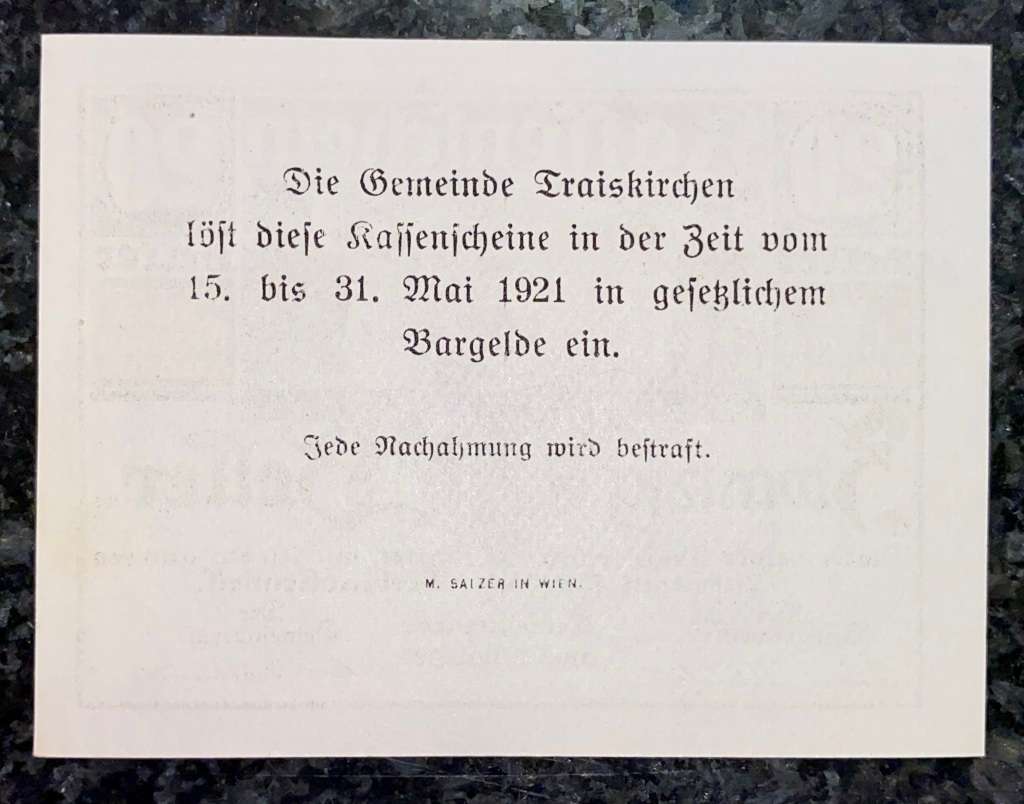 Die Gemeinde Traiskirchen
löst diese Kassenscheine in der Zeit vom
15. bis 31. Mai 1921 in gesetzlichem
Bargelde ein.
Jede Nachahmung wird bestraft.
M. SALZER IN WIEN.